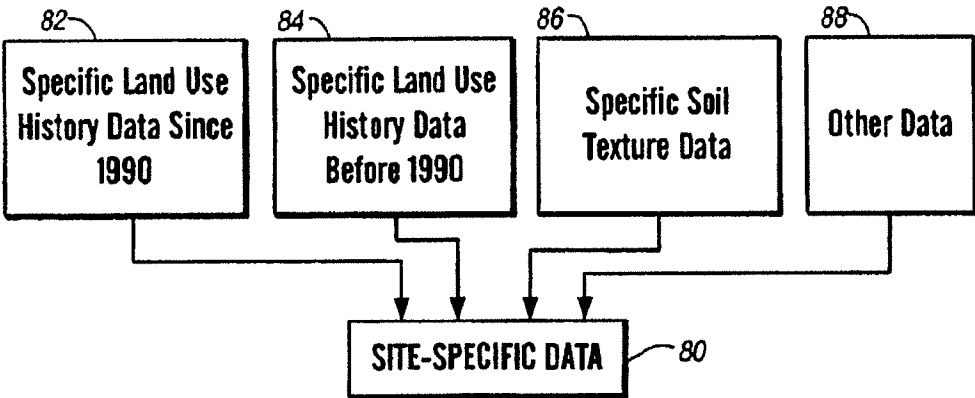 82
84
86
88
Specific Land Use
History Data Since
1990
Specific Land Use
History Data
Before 1990
Specific Soil
Texture Data
Other Data
SITE-SPECIFIC DATA
80